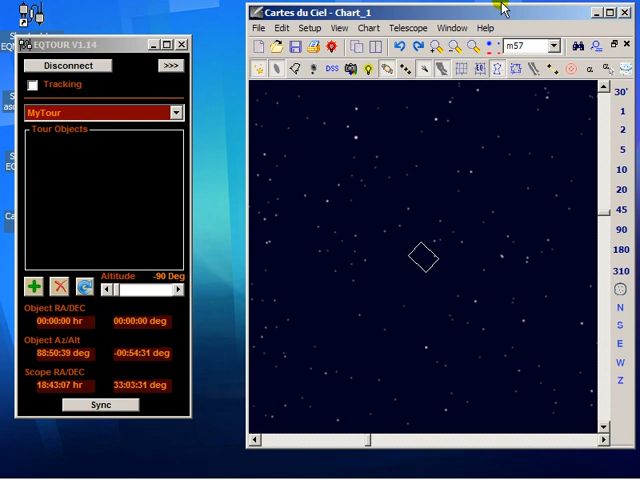 EQTOUR V1.14
Disconnect
>>>
Tracking
MyTour
Tour Objects
Altitude
-90 Deg
Object RA/DEC
00:00:00 hr
00:00:00 deg
Object Az/Alt
88:50:39 deg
-00:54:31 deg
Scope RA/DEC
18:43:07 hr
33:03:31 deg
Sync
Cartes du Ciel - Chart_1
File Edit Setup View Chart Telescope Window Help
m57
DSS
30'
1
2
5
10
20
45
90
180
310
N
S
E
W
Z